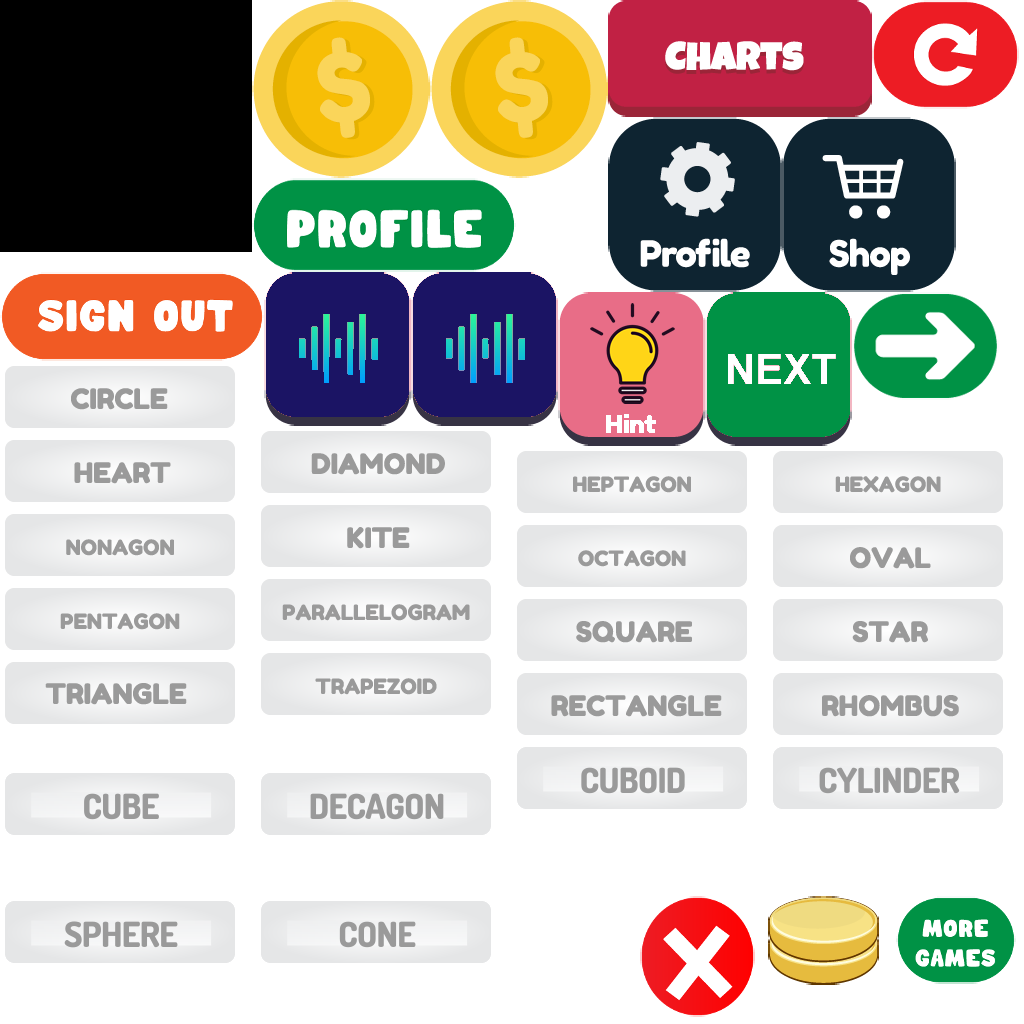 CHARTS
PROFILE
Profile
Shop
SIGN OUT
Hint
NEXT
CIRCLE
HEART
NONAGON
PENTAGON
TRIANGLE
DIAMOND
KITE
PARALLELOGRAM
TRAPEZOID
HEPTAGON
HEXAGON
OCTAGON
OVAL
SQUARE
STAR
RECTANGLE
RHOMBUS
CUBOID
CYLINDER
CUBE
DECAGON
SPHERE
CONE
MORE
GAMES